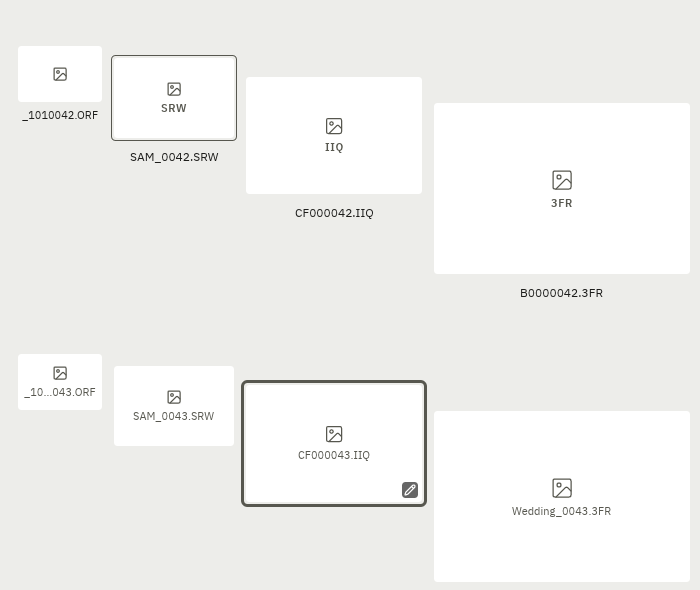 _1010042.ORF
SRW
SAM_0042.SRW
IIQ
CF000042.IIQ
3FR
B0000042.3FR
_10...043.ORF
SAM_0043.SRW
CF000043.IIQ
Wedding_0043.3FR